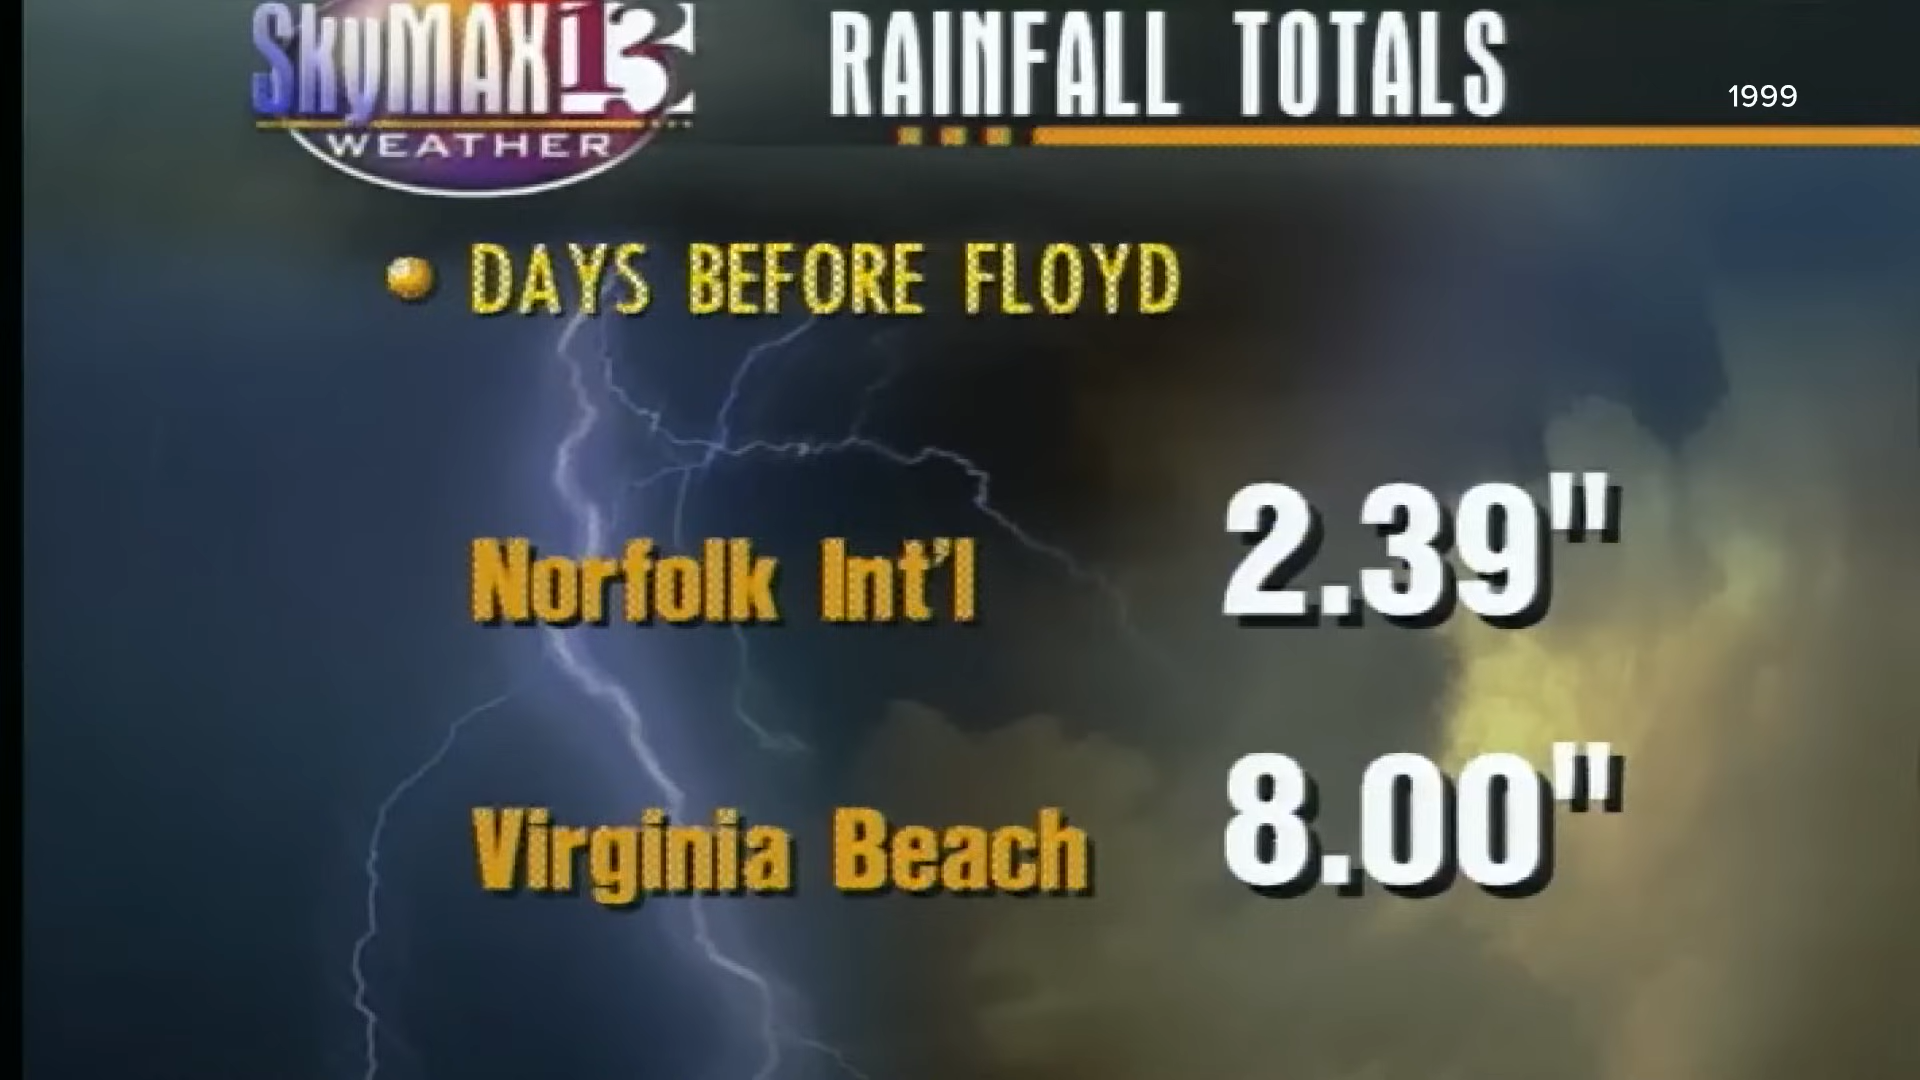 SkyMAX 13
WEATHER
RAINFALL TOTALS
1999
DAYS BEFORE FLOYD
Norfolk Int'l 2.39"
Virginia Beach 8.00"